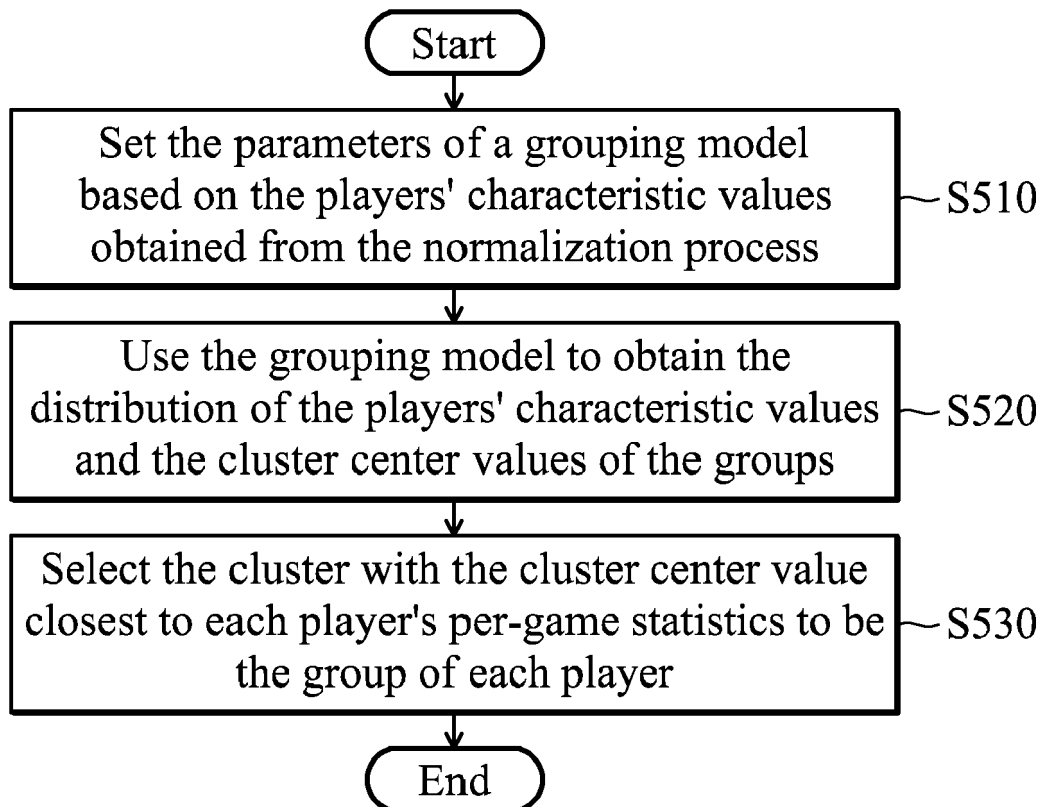 Start
Set the parameters of a grouping model
based on the players' characteristic values
obtained from the normalization process
S510
Use the grouping model to obtain the
distribution of the players' characteristic values
and the cluster center values of the groups
S520
Select the cluster with the cluster center value
closest to each player's per-game statistics to be
the group of each player
S530
End